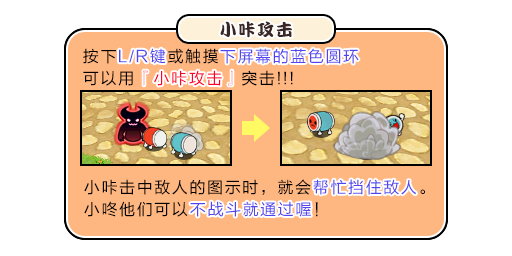 小咔攻击
按下L/R键或触摸下屏幕的蓝色圆环
可以用『小咔攻击』突击!!!
小咔击中敌人的图示时，就会帮忙挡住敌人。
小咚他们可以不战斗就通过喔!